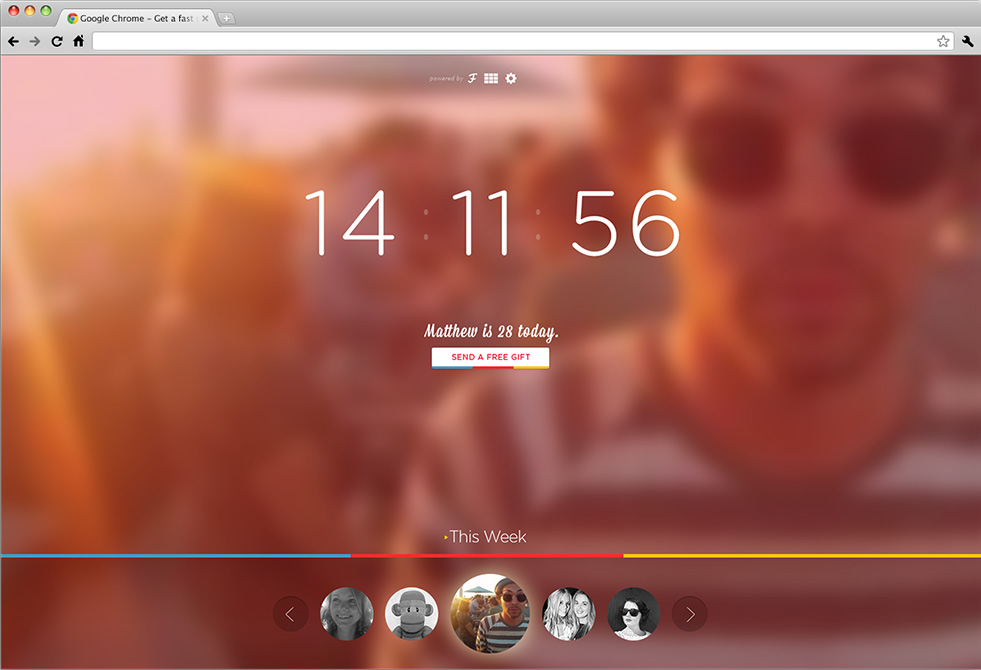 Google Chrome – Get a fast
powered by F
14 : 11 : 56
Matthew is 28 today.
SEND A FREE GIFT
This Week